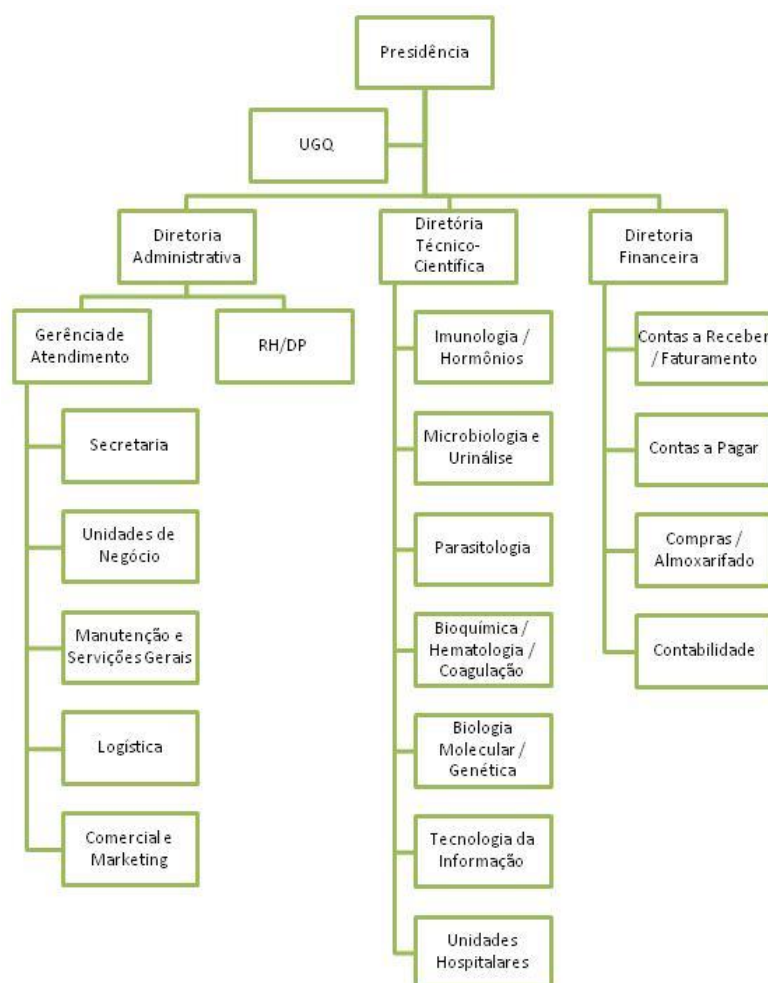 Presidência
UGQ
Diretoria
Administrativa
Diretória
Técnico-
Científica
Diretoria
Financeira
Gerência de
Atendimento
RH/DP
Secretaria
Unidades de
Negócio
Manutenção e
Servições Gerais
Logística
Comercial e
Marketing
Imunologia /
Hormônios
Microbiologia e
Urinálise
Parasitologia
Bioquímica /
Hematologia /
Coagulação
Biologia
Molecular /
Genética
Tecnologia da
Informação
Unidades
Hospitalares
Contas a Receber
/ Faturamento
Contas a Pagar
Compras /
Almoxarifado
Contabilidade